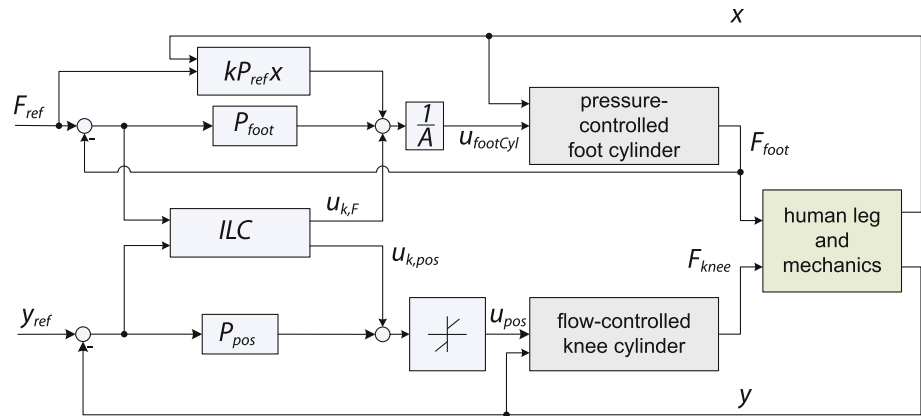 x
kP_ref x
F_ref
-
P_foot
1
A
u_footCyl
pressure-
controlled
foot cylinder
F_foot
ILC
u_k,F
u_k,pos
human leg
and
mechanics
F_knee
y_ref
-
P_pos
u_pos
flow-controlled
knee cylinder
y